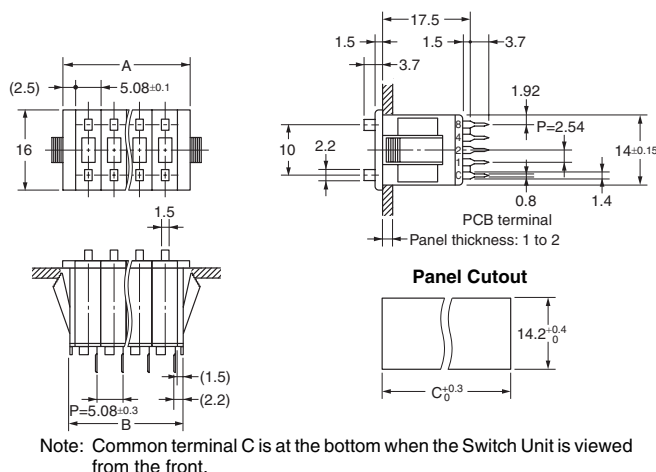 A
(2.5)
5.08±0.1
16
1.5
P=5.08±0.3
B
(1.5)
(2.2)
17.5
1.5
1.5
3.7
3.7
1.92
P=2.54
10
2.2
8
4
2
1
C
14±0.15
0.8
1.4
PCB terminal
Panel thickness: 1 to 2
Panel Cutout
14.2+0.4 0
C+0.3 0
Note: Common terminal C is at the bottom when the Switch Unit is viewed
from the front.